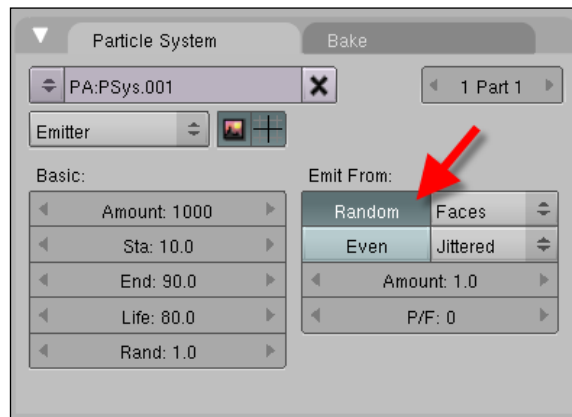 Particle System
Bake
PA:PSys.001
1 Part 1
Emitter
Basic:
Emit From:
Amount: 1000
Random
Faces
Sta: 10.0
Even
Jittered
End: 90.0
Amount: 1.0
Life: 80.0
P/F: 0
Rand: 1.0